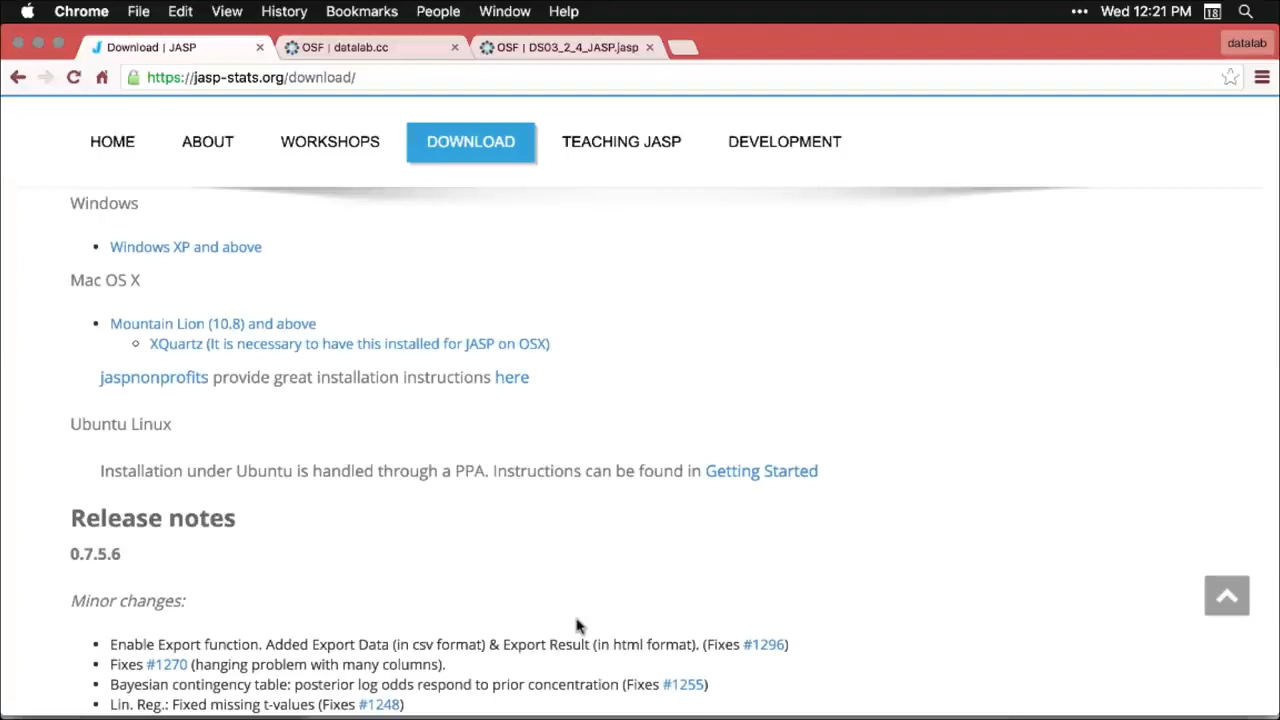 Chrome File Edit View History Bookmarks People Window Help ••• Wed 12:21 PM 18
Download | JASP × OSF | datalab.cc × OSF | DS03_2_4_JASP.jasp × datalab
https://jasp-stats.org/download/
HOME ABOUT WORKSHOPS DOWNLOAD TEACHING JASP DEVELOPMENT
Windows
• Windows XP and above
Mac OS X
• Mountain Lion (10.8) and above
◦ XQuartz (It is necessary to have this installed for JASP on OSX)
jaspnonprofits provide great installation instructions here
Ubuntu Linux
Installation under Ubuntu is handled through a PPA. Instructions can be found in Getting Started
Release notes
0.7.5.6
Minor changes:
• Enable Export function. Added Export Data (in csv format) & Export Result (in html format). (Fixes #1296)
• Fixes #1270 (hanging problem with many columns).
• Bayesian contingency table: posterior log odds respond to prior concentration (Fixes #1255)
• Lin. Reg.: Fixed missing t-values (Fixes #1248)